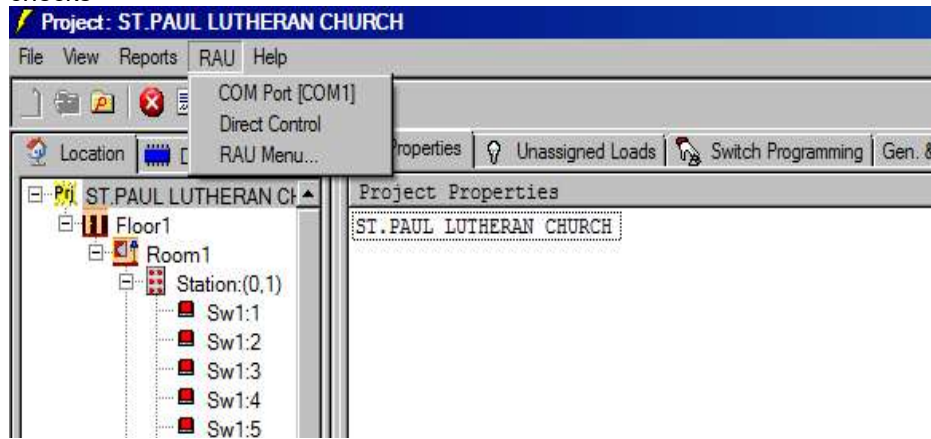 Project: ST.PAUL LUTHERAN CHURCH
File View Reports RAU Help
COM Port [COM1]
Direct Control
RAU Menu...
Location
Properties Unassigned Loads Switch Programming Gen. &
Prj ST.PAUL LUTHERAN CH
Project Properties
ST.PAUL LUTHERAN CHURCH
Floor1
Room1
Station:(0,1)
Sw1:1
Sw1:2
Sw1:3
Sw1:4
Sw1:5